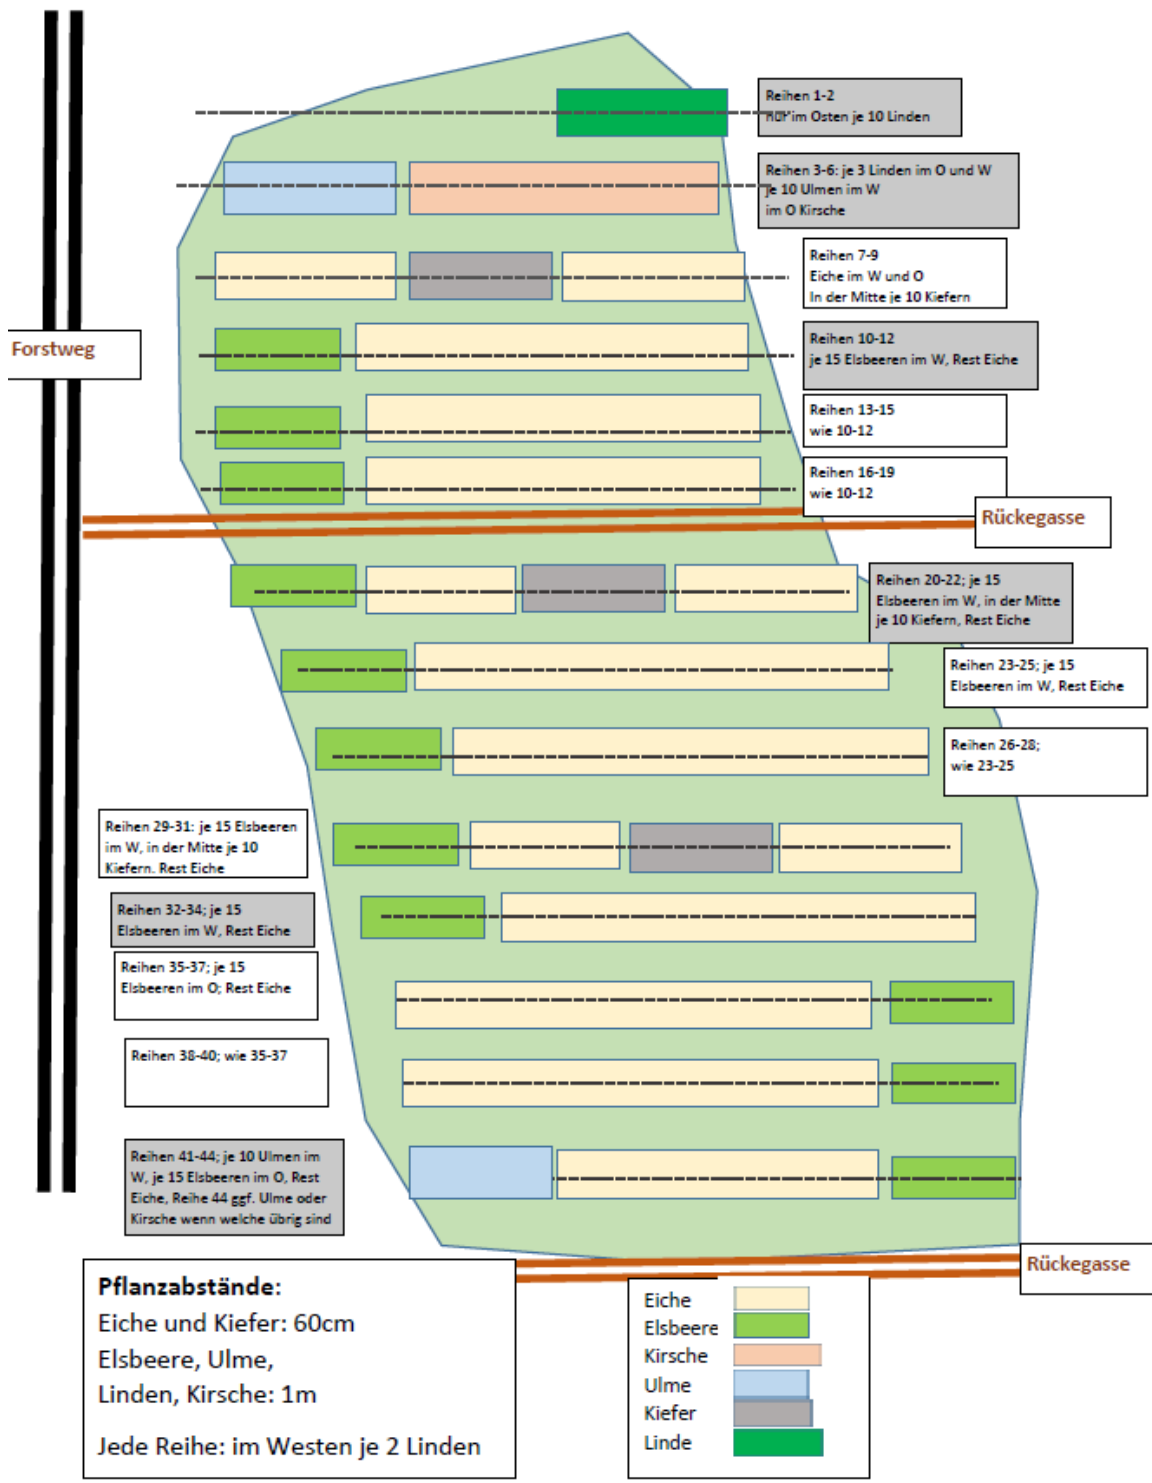 Reihen 1-2
nur im Osten je 10 Linden
Reihen 3-6: je 3 Linden im O und W
je 10 Ulmen im W
im O Kirsche
Reihen 7-9
Eiche im W und O
In der Mitte je 10 Kiefern
Forstweg
Reihen 10-12
je 15 Elsbeeren im W, Rest Eiche
Reihen 13-15
wie 10-12
Reihen 16-19
wie 10-12
Rückegasse
Reihen 20-22; je 15
Elsbeeren im W, in der Mitte
je 10 Kiefern, Rest Eiche
Reihen 23-25; je 15
Elsbeeren im W, Rest Eiche
Reihen 26-28;
wie 23-25
Reihen 29-31: je 15 Elsbeeren
im W, in der Mitte je 10
Kiefern. Rest Eiche
Reihen 32-34; je 15
Elsbeeren im W, Rest Eiche
Reihen 35-37; je 15
Elsbeeren im O; Rest Eiche
Reihen 38-40; wie 35-37
Reihen 41-44; je 10 Ulmen im
W, je 15 Elsbeeren im O, Rest
Eiche, Reihe 44 ggf. Ulme oder
Kirsche wenn welche übrig sind
Rückegasse
Pflanzabstände:
Eiche und Kiefer: 60cm
Elsbeere, Ulme,
Linden, Kirsche: 1m
Jede Reihe: im Westen je 2 Linden
Eiche
Elsbeere
Kirsche
Ulme
Kiefer
Linde